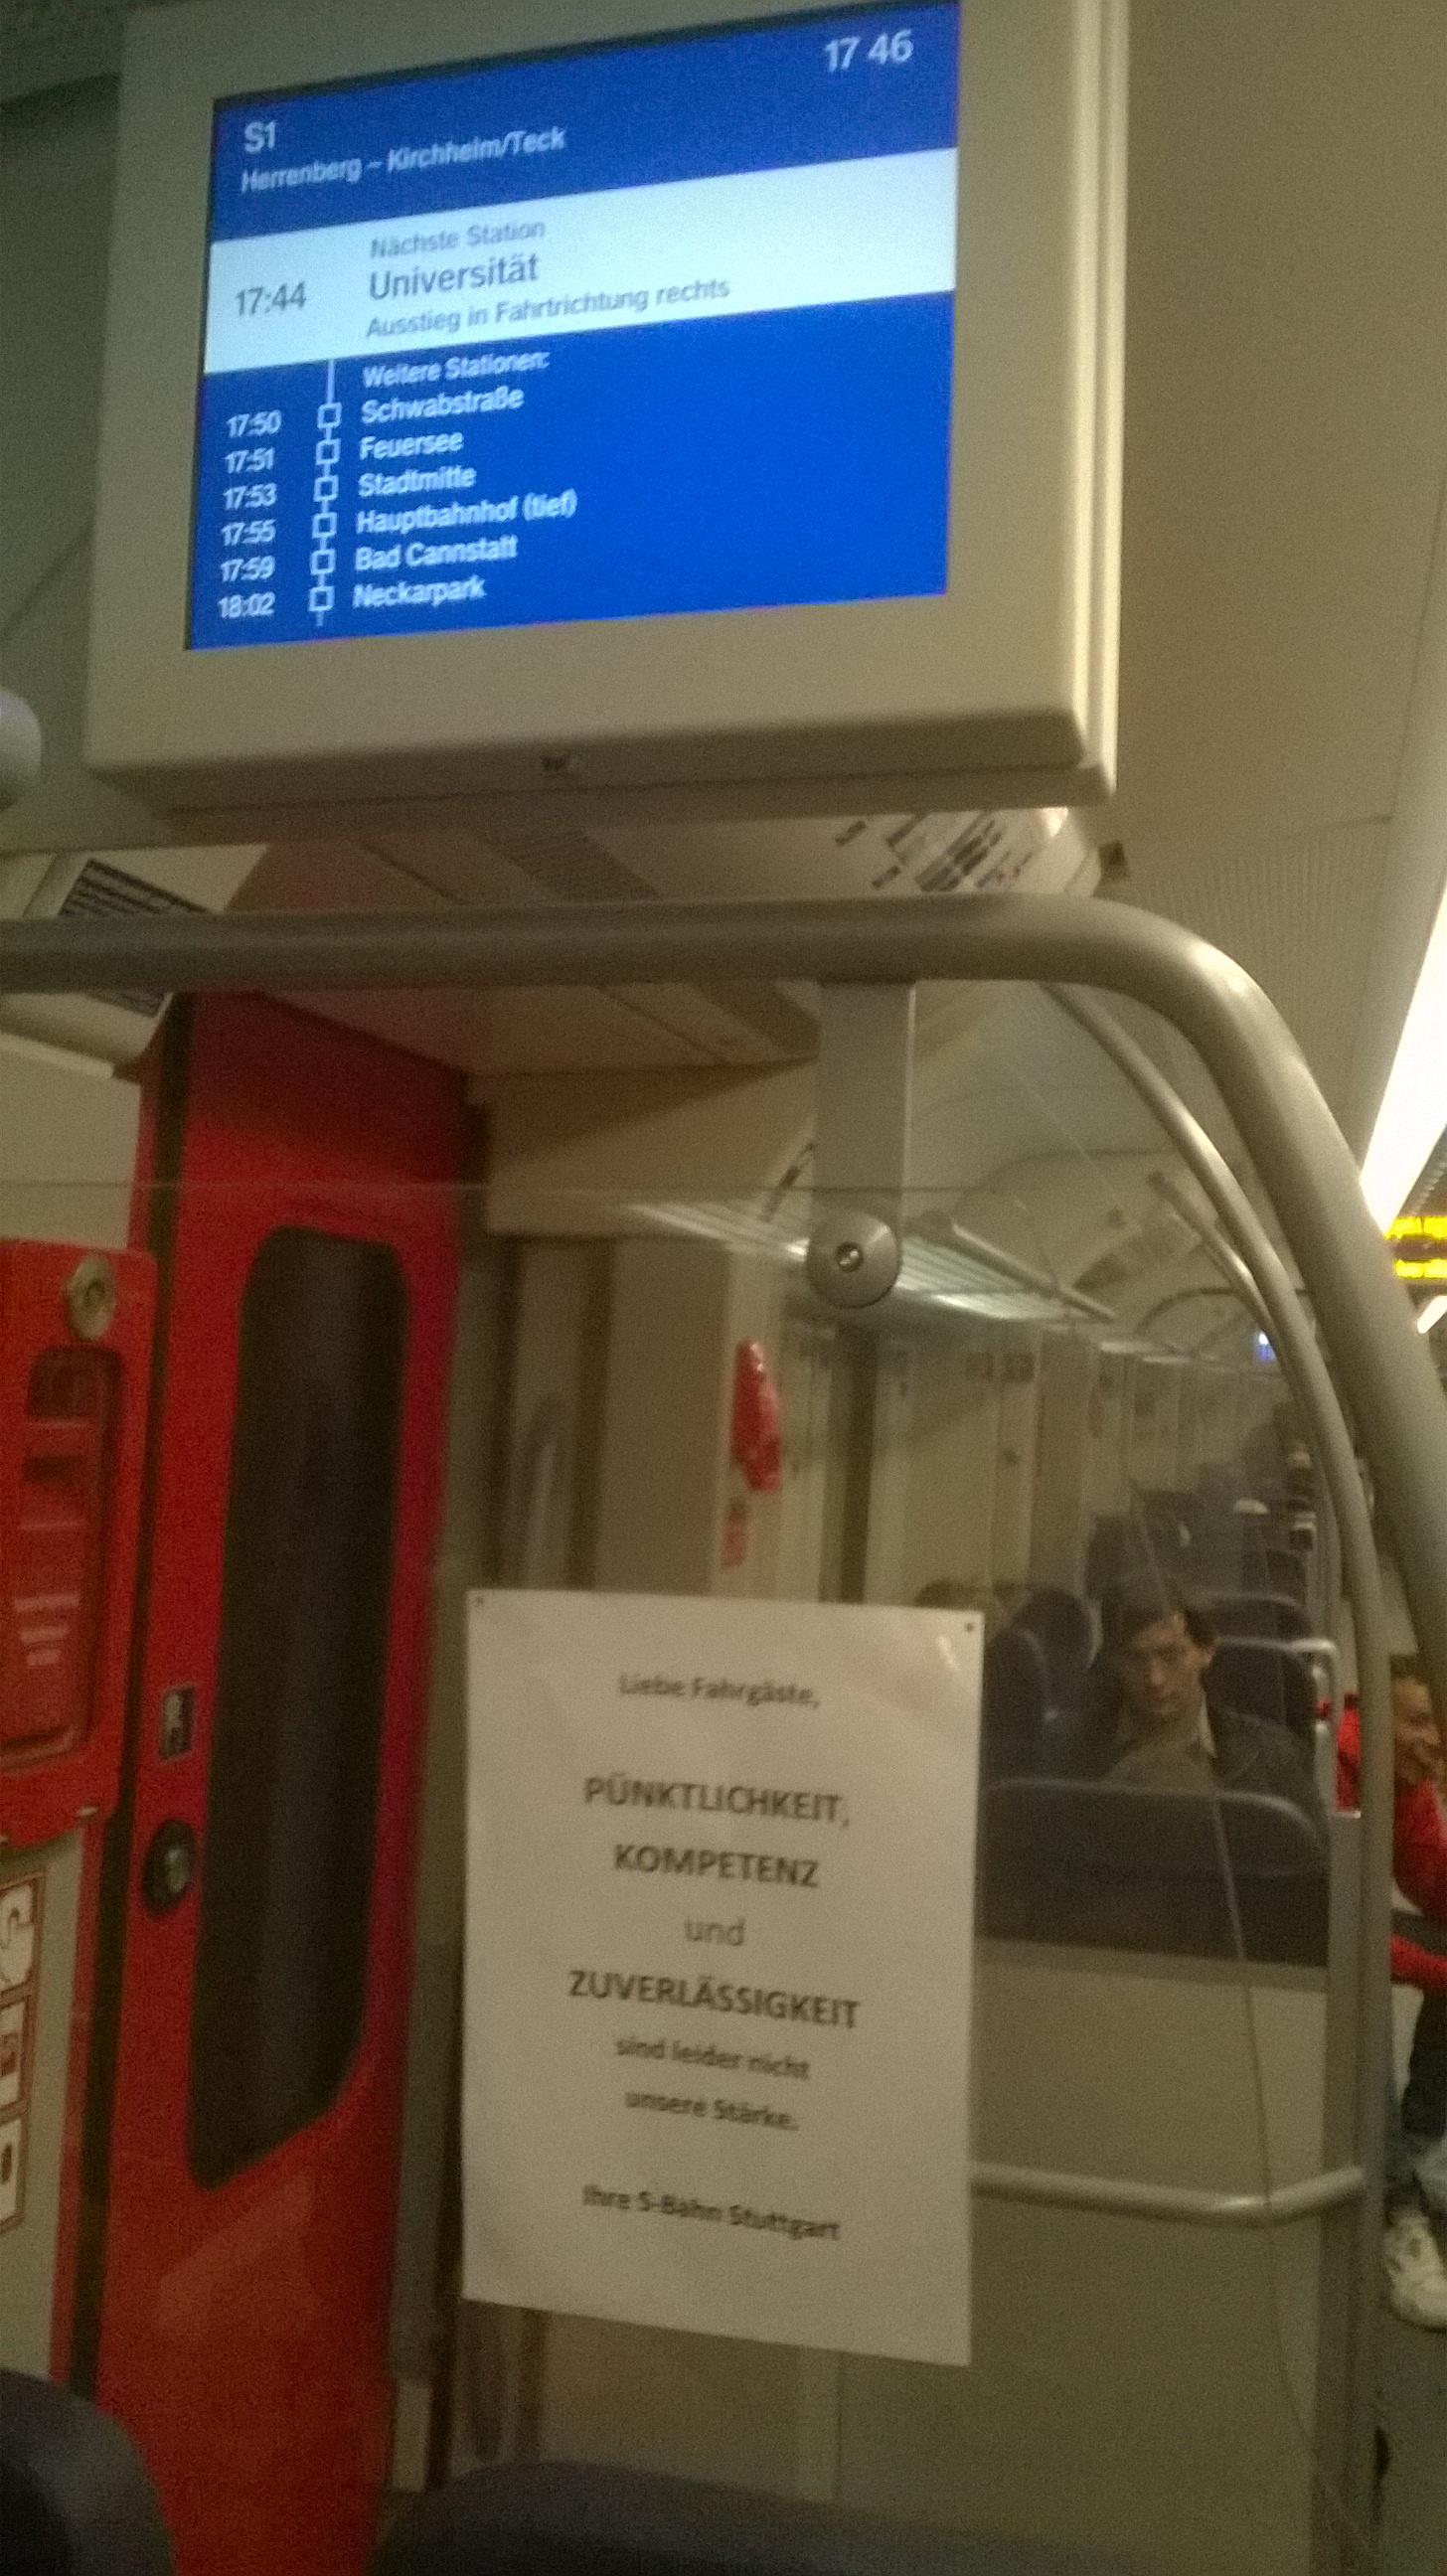 17 46
S1
Herrenberg – Kirchheim/Teck
Nächste Station
17:44 Universität
Ausstieg in Fahrtrichtung rechts
Weitere Stationen:
17:50 Schwabstraße
17:51 Feuersee
17:53 Stadtmitte
17:55 Hauptbahnhof (tief)
17:59 Bad Cannstatt
18:02 Neckarpark
Liebe Fahrgäste,
PÜNKTLICHKEIT,
KOMPETENZ
und
ZUVERLÄSSIGKEIT
sind leider nicht
unsere Stärke.
Ihre S-Bahn Stuttgart